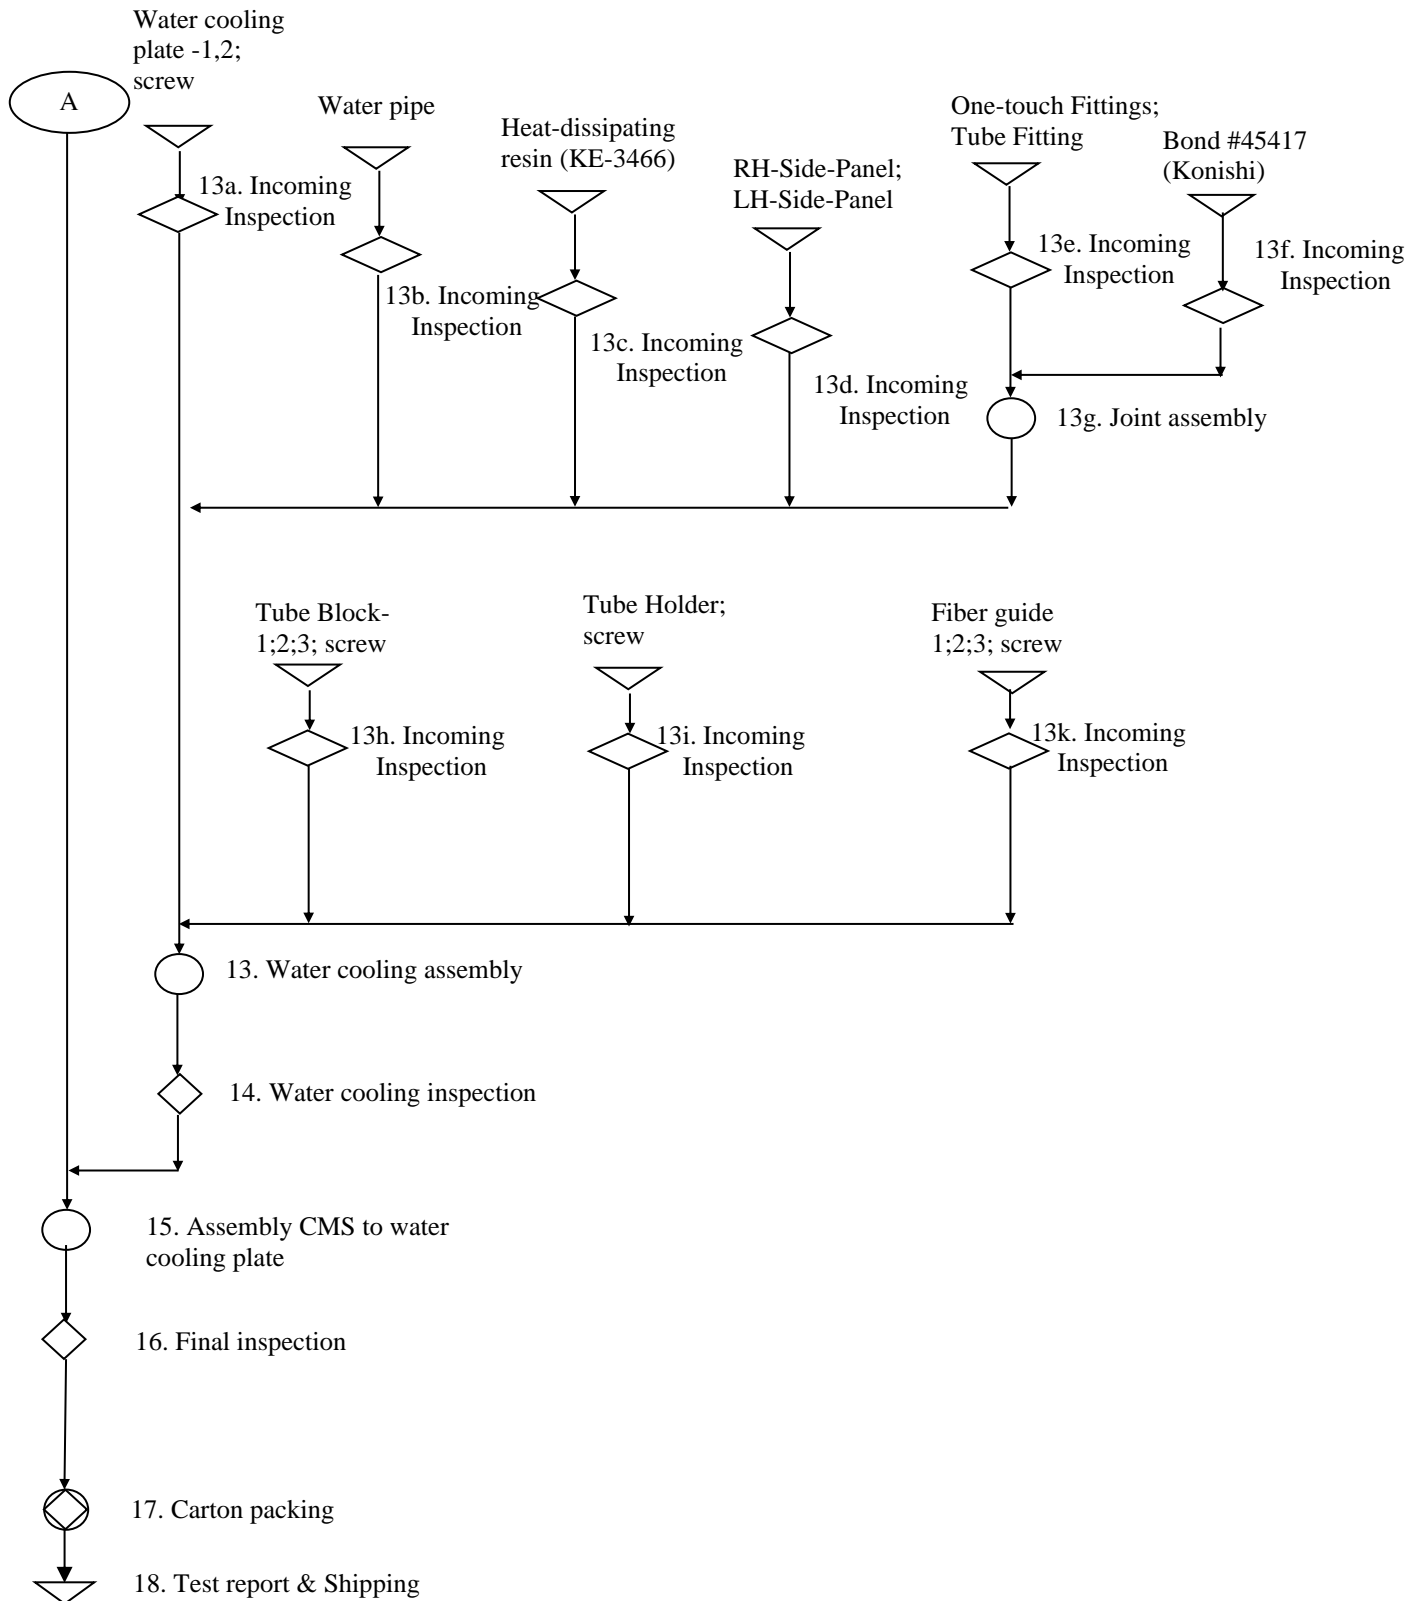 Water cooling
plate -1,2;
screw
A
Water pipe
Heat-dissipating
resin (KE-3466)
RH-Side-Panel;
LH-Side-Panel
One-touch Fittings;
Tube Fitting
Bond #45417
(Konishi)
13a. Incoming
Inspection
13b. Incoming
Inspection
13c. Incoming
Inspection
13d. Incoming
Inspection
13e. Incoming
Inspection
13f. Incoming
Inspection
13g. Joint assembly
Tube Block-
1;2;3; screw
Tube Holder;
screw
Fiber guide
1;2;3; screw
13h. Incoming
Inspection
13i. Incoming
Inspection
13k. Incoming
Inspection
13. Water cooling assembly
14. Water cooling inspection
15. Assembly CMS to water
cooling plate
16. Final inspection
17. Carton packing
18. Test report & Shipping